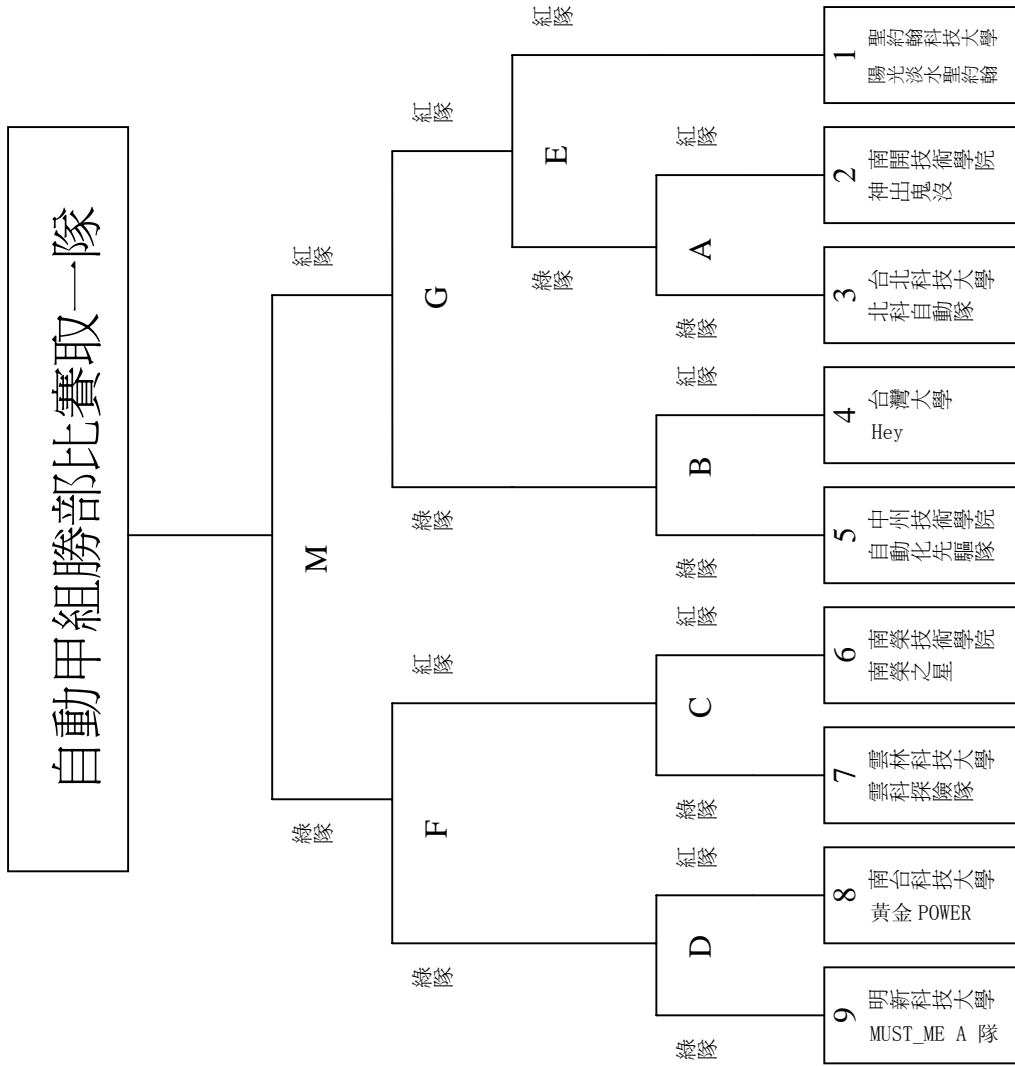 自動甲組勝部比賽取一隊
M
紅隊
綠隊
G
紅隊
綠隊
F
紅隊
綠隊
E
紅隊
綠隊
A
紅隊
綠隊
B
紅隊
綠隊
C
紅隊
綠隊
D
紅隊
綠隊
1
聖約翰科技大學
陽光淡水聖約翰
2
南開技術學院
神出鬼沒
3
台北科技大學
北科自動隊
4
台灣大學
Hey
5
中州技術學院
自動化先驅隊
6
南榮技術學院
南榮之星
7
雲林科技大學
雲科探險隊
8
南台科技大學
黃金 POWER
9
明新科技大學
MUST_ME A 隊